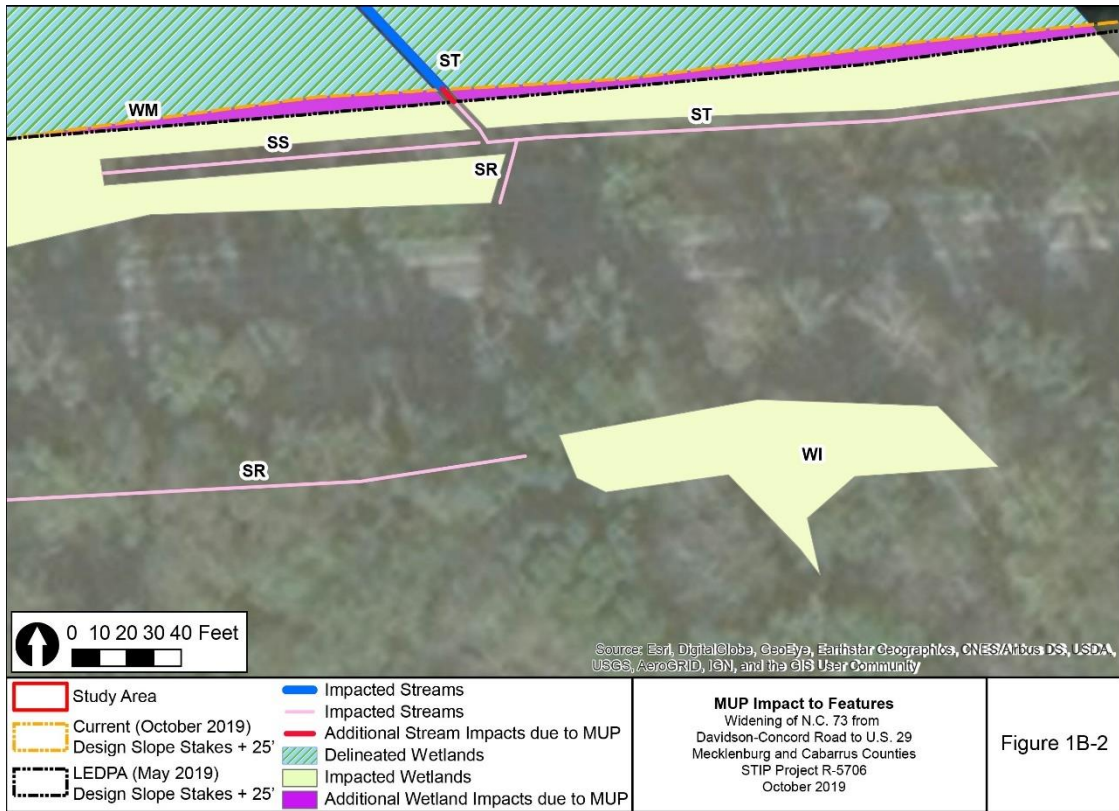 ST
WM
ST
SS
SR
SR
WI
0 10 20 30 40 Feet
Source: Esri, DigitalGlobe, GeoEye, Earthstar Geographics, CNES/Airbus DS, USDA,
USGS, AeroGRID, IGN, and the GIS User Community
Study Area
Current (October 2019)
Design Slope Stakes + 25'
LEDPA (May 2019)
Design Slope Stakes + 25'
Impacted Streams
Impacted Streams
Additional Stream Impacts due to MUP
Delineated Wetlands
Impacted Wetlands
Additional Wetland Impacts due to MUP
MUP Impact to Features
Widening of N.C. 73 from
Davidson-Concord Road to U.S. 29
Mecklenburg and Cabarrus Counties
STIP Project R-5706
October 2019
Figure 1B-2